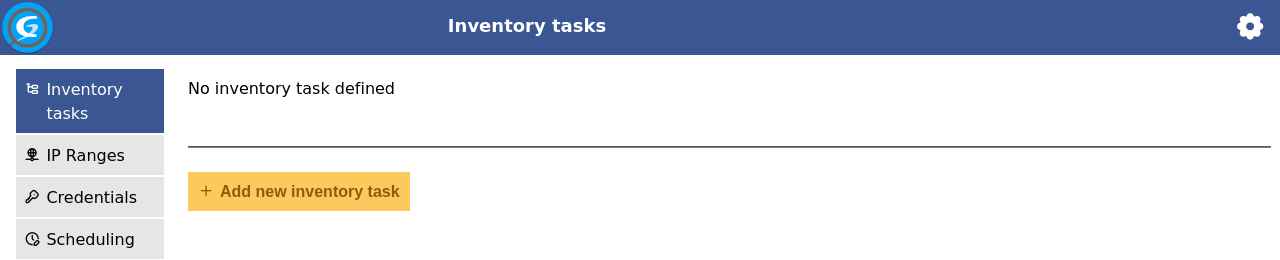 Inventory tasks
Inventory
tasks
IP Ranges
Credentials
Scheduling
No inventory task defined
+ Add new inventory task